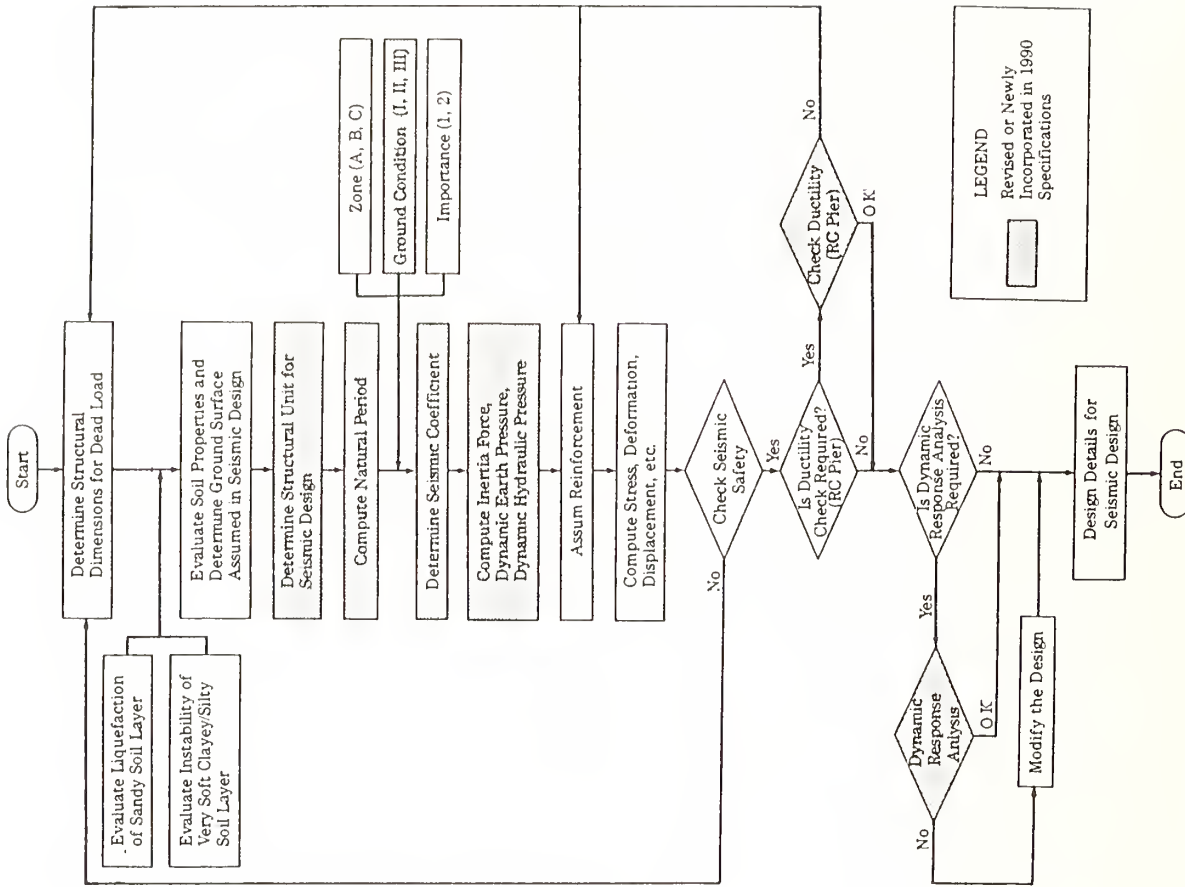 Start
Determine Structural
Dimensions for Dead Load
- Evaluate Liquefaction
of Sandy Soil Layer
Evaluate Instability of
Very Soft Clayey/Silty
Soil Layer
Evaluate Soil Properties and
Determine Ground Surface
Assumed in Seismic Design
Determine Structural Unit for
Seismic Design
Compute Natural Period
Zone (A, B, C)
Ground Condition (I, II, III)
Importance (1, 2)
Determine Seismic Coefficient
Compute Inertia Force,
Dynamic Earth Pressure,
Dynamic Hydraulic Pressure
Assum Reinforcement
Compute Stress, Deformation,
Displacement, etc.
Check Seismic
Safety
No
Yes
Is Ductility
Check Required?
(RC Pier)
Yes
No
Check Ductility
(RC Pier)
No
OK
Is Dynamic
Response Analysis
Required?
Yes
No
Dynamic
Response
Anlysis
No
OK
Modify the Design
Design Details for
Seismic Design
End
LEGEND
Revised or Newly
Incorporated in 1990
Specifications